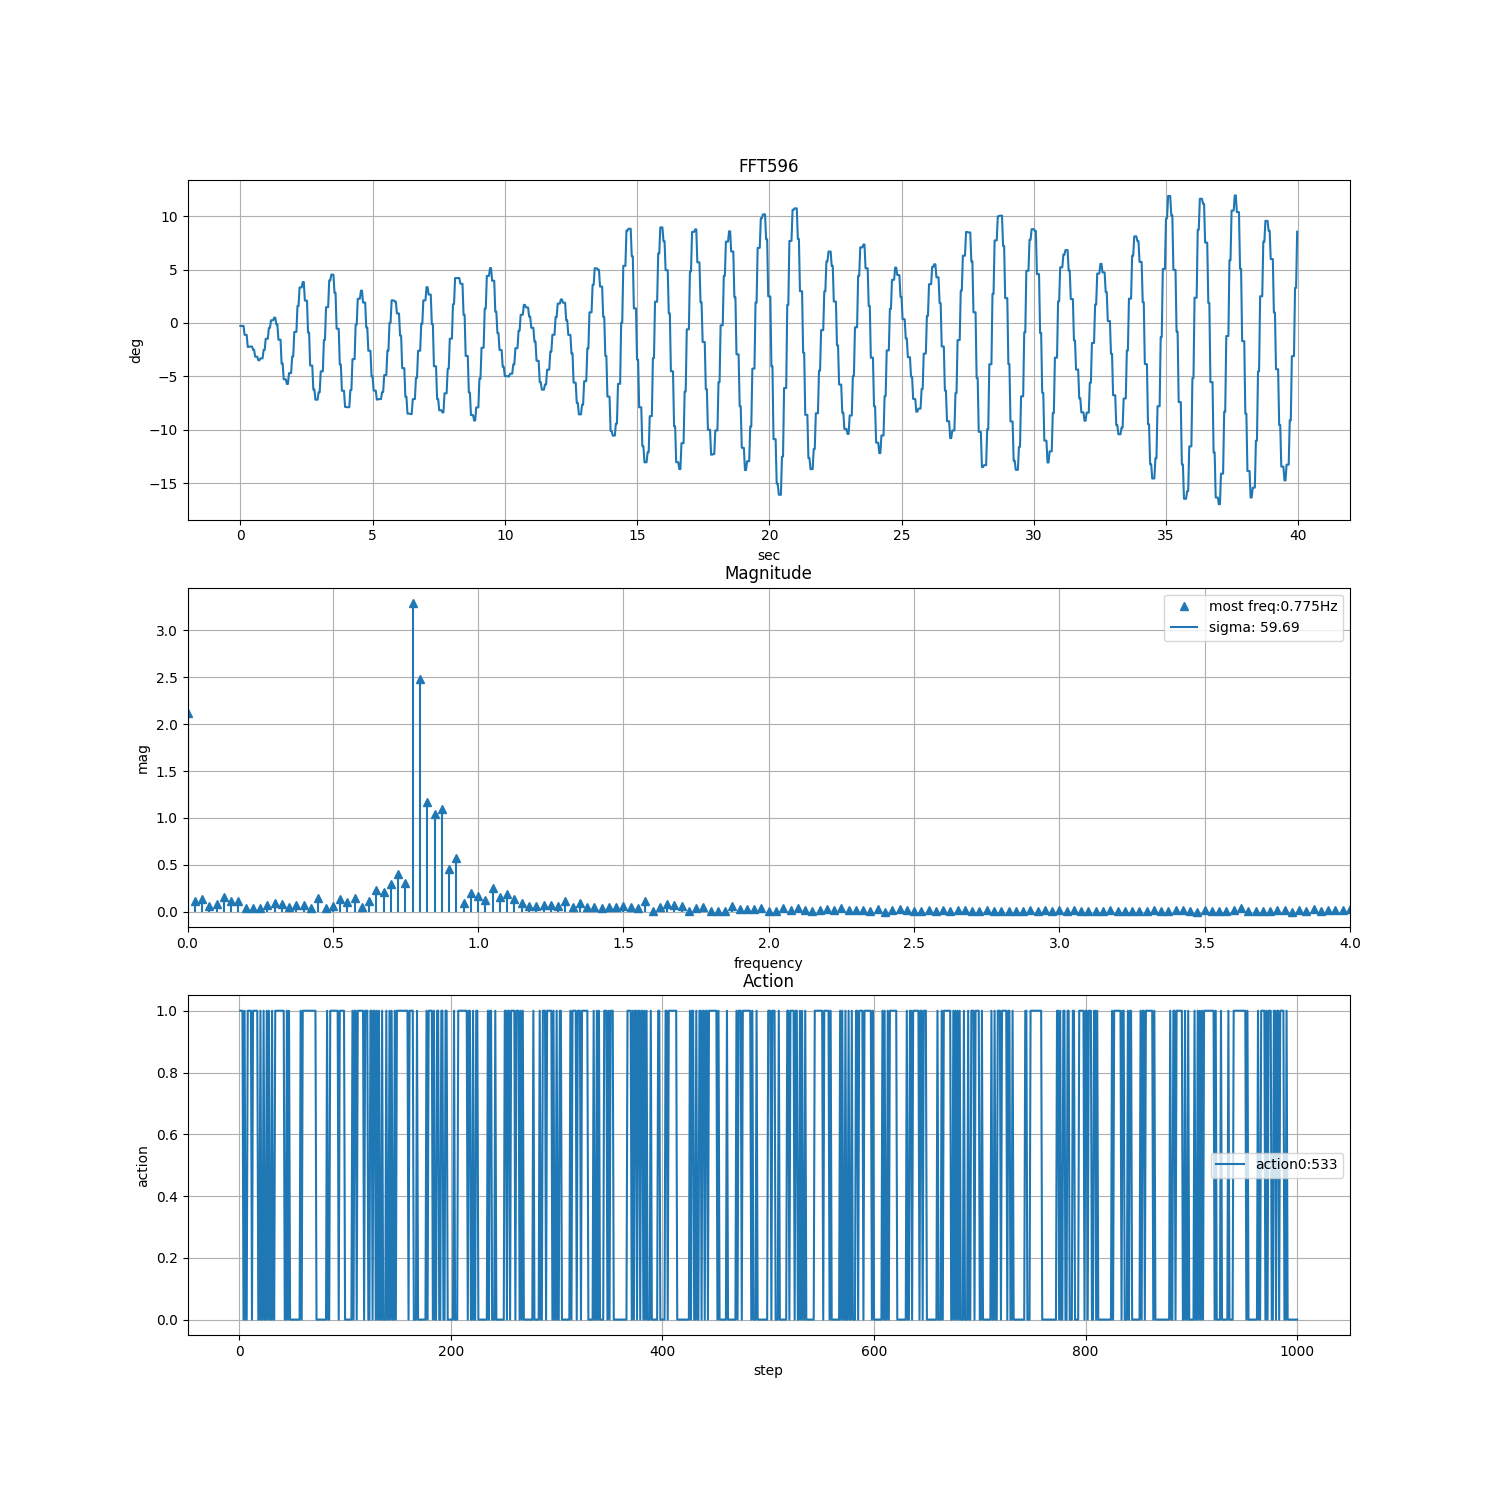 FFT596
deg
10
5
0
−5
−10
−15
0 5 10 15 20 25 30 35 40
sec
Magnitude
mag
3.0
2.5
2.0
1.5
1.0
0.5
0.0
most freq:0.775Hz
sigma: 59.69
0.0 0.5 1.0 1.5 2.0 2.5 3.0 3.5 4.0
frequency
Action
action
1.0
0.8
0.6
0.4
0.2
0.0
action0:533
0 200 400 600 800 1000
step